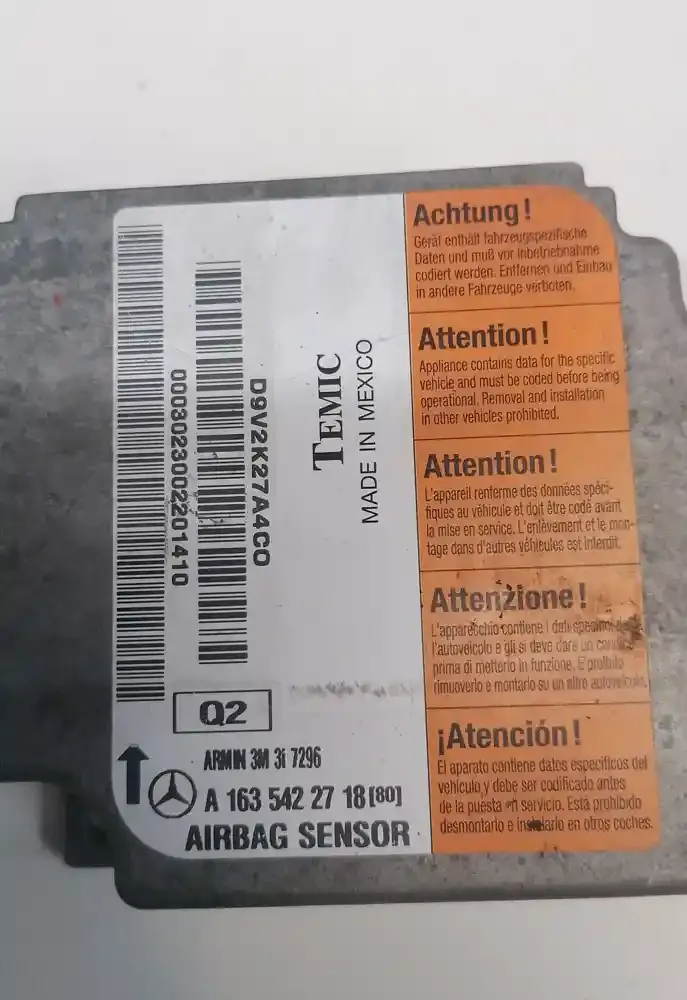 Achtung!
Gerät enthält fahrzeugspezifische
Daten und muß vor Inbetriebnahme
codiert werden. Entfernen und Einbau
in andere Fahrzeuge verboten.
Attention!
Appliance contains data for the specific
vehicle and must be coded before being
operational. Removal and installation
in other vehicles prohibited.
Attention!
L'appareil renferme des données spéci-
fiques au véhicule et doit être codé avant
la mise en service. L'enlèvement et le mon-
tage dans d'autres véhicules est interdit.
Attenzione!
L'apparecchio contiene i dati
l'autoveicolo e gli si deve dare un
prima di metterlo in funzione. E' proibito
rimuoverlo e montarlo su un altro autoveicolo.
¡Atención!
El aparato contiene datos específicos del
vehículo,y debe ser codificado antes
de la puesta en servicio. Está prohibido
desmontarlo e instalarlo en otros coches.
TEMIC
MADE IN MEXICO
D9V2K27A4C0
0003023002201410
Q2
ARMIN 3M 3i 7296
A 163 542 27 18 [80]
AIRBAG SENSOR